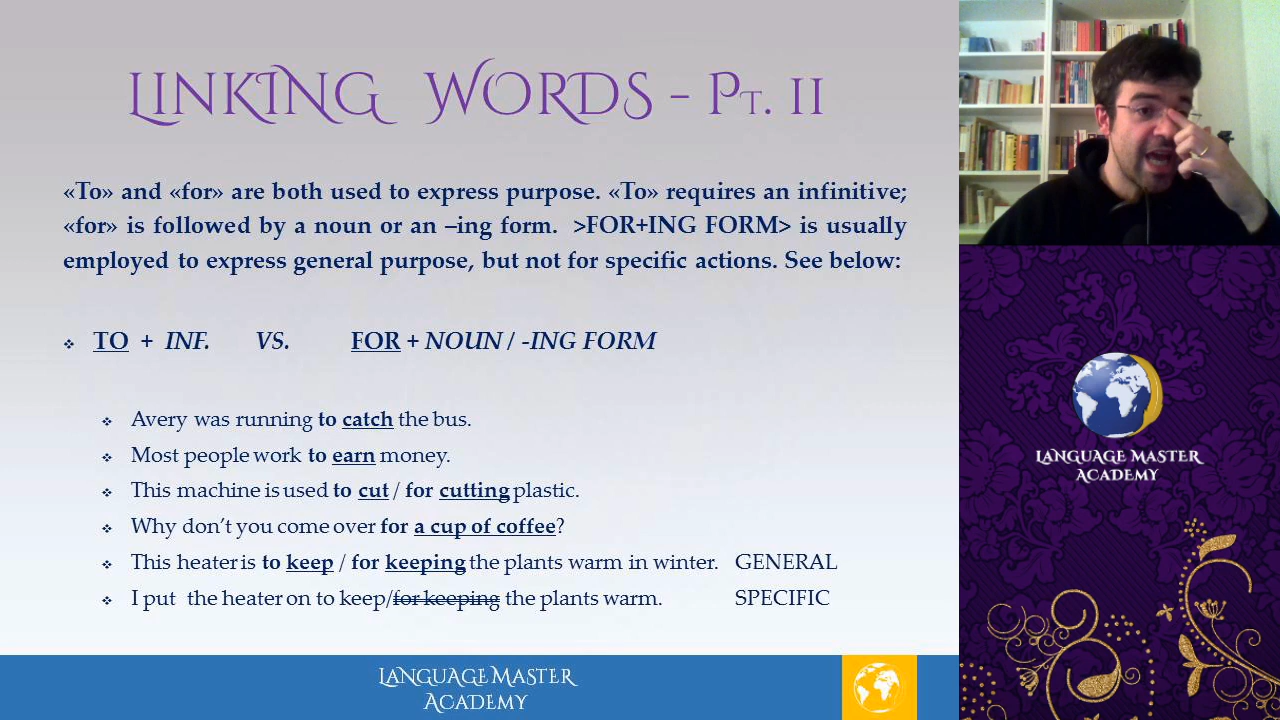 LINKING WORDS – PT. II
«To» and «for» are both used to express purpose. «To» requires an infinitive;
«for» is followed by a noun or an –ing form. >FOR+ING FORM> is usually
employed to express general purpose, but not for specific actions. See below:
TO + INF. VS. FOR + NOUN / -ING FORM
Avery was running to catch the bus.
Most people work to earn money.
This machine is used to cut / for cutting plastic.
Why don't you come over for a cup of coffee?
This heater is to keep / for keeping the plants warm in winter. GENERAL
I put the heater on to keep/for keeping the plants warm. SPECIFIC
LANGUAGE MASTER
ACADEMY
LANGUAGE MASTER
ACADEMY